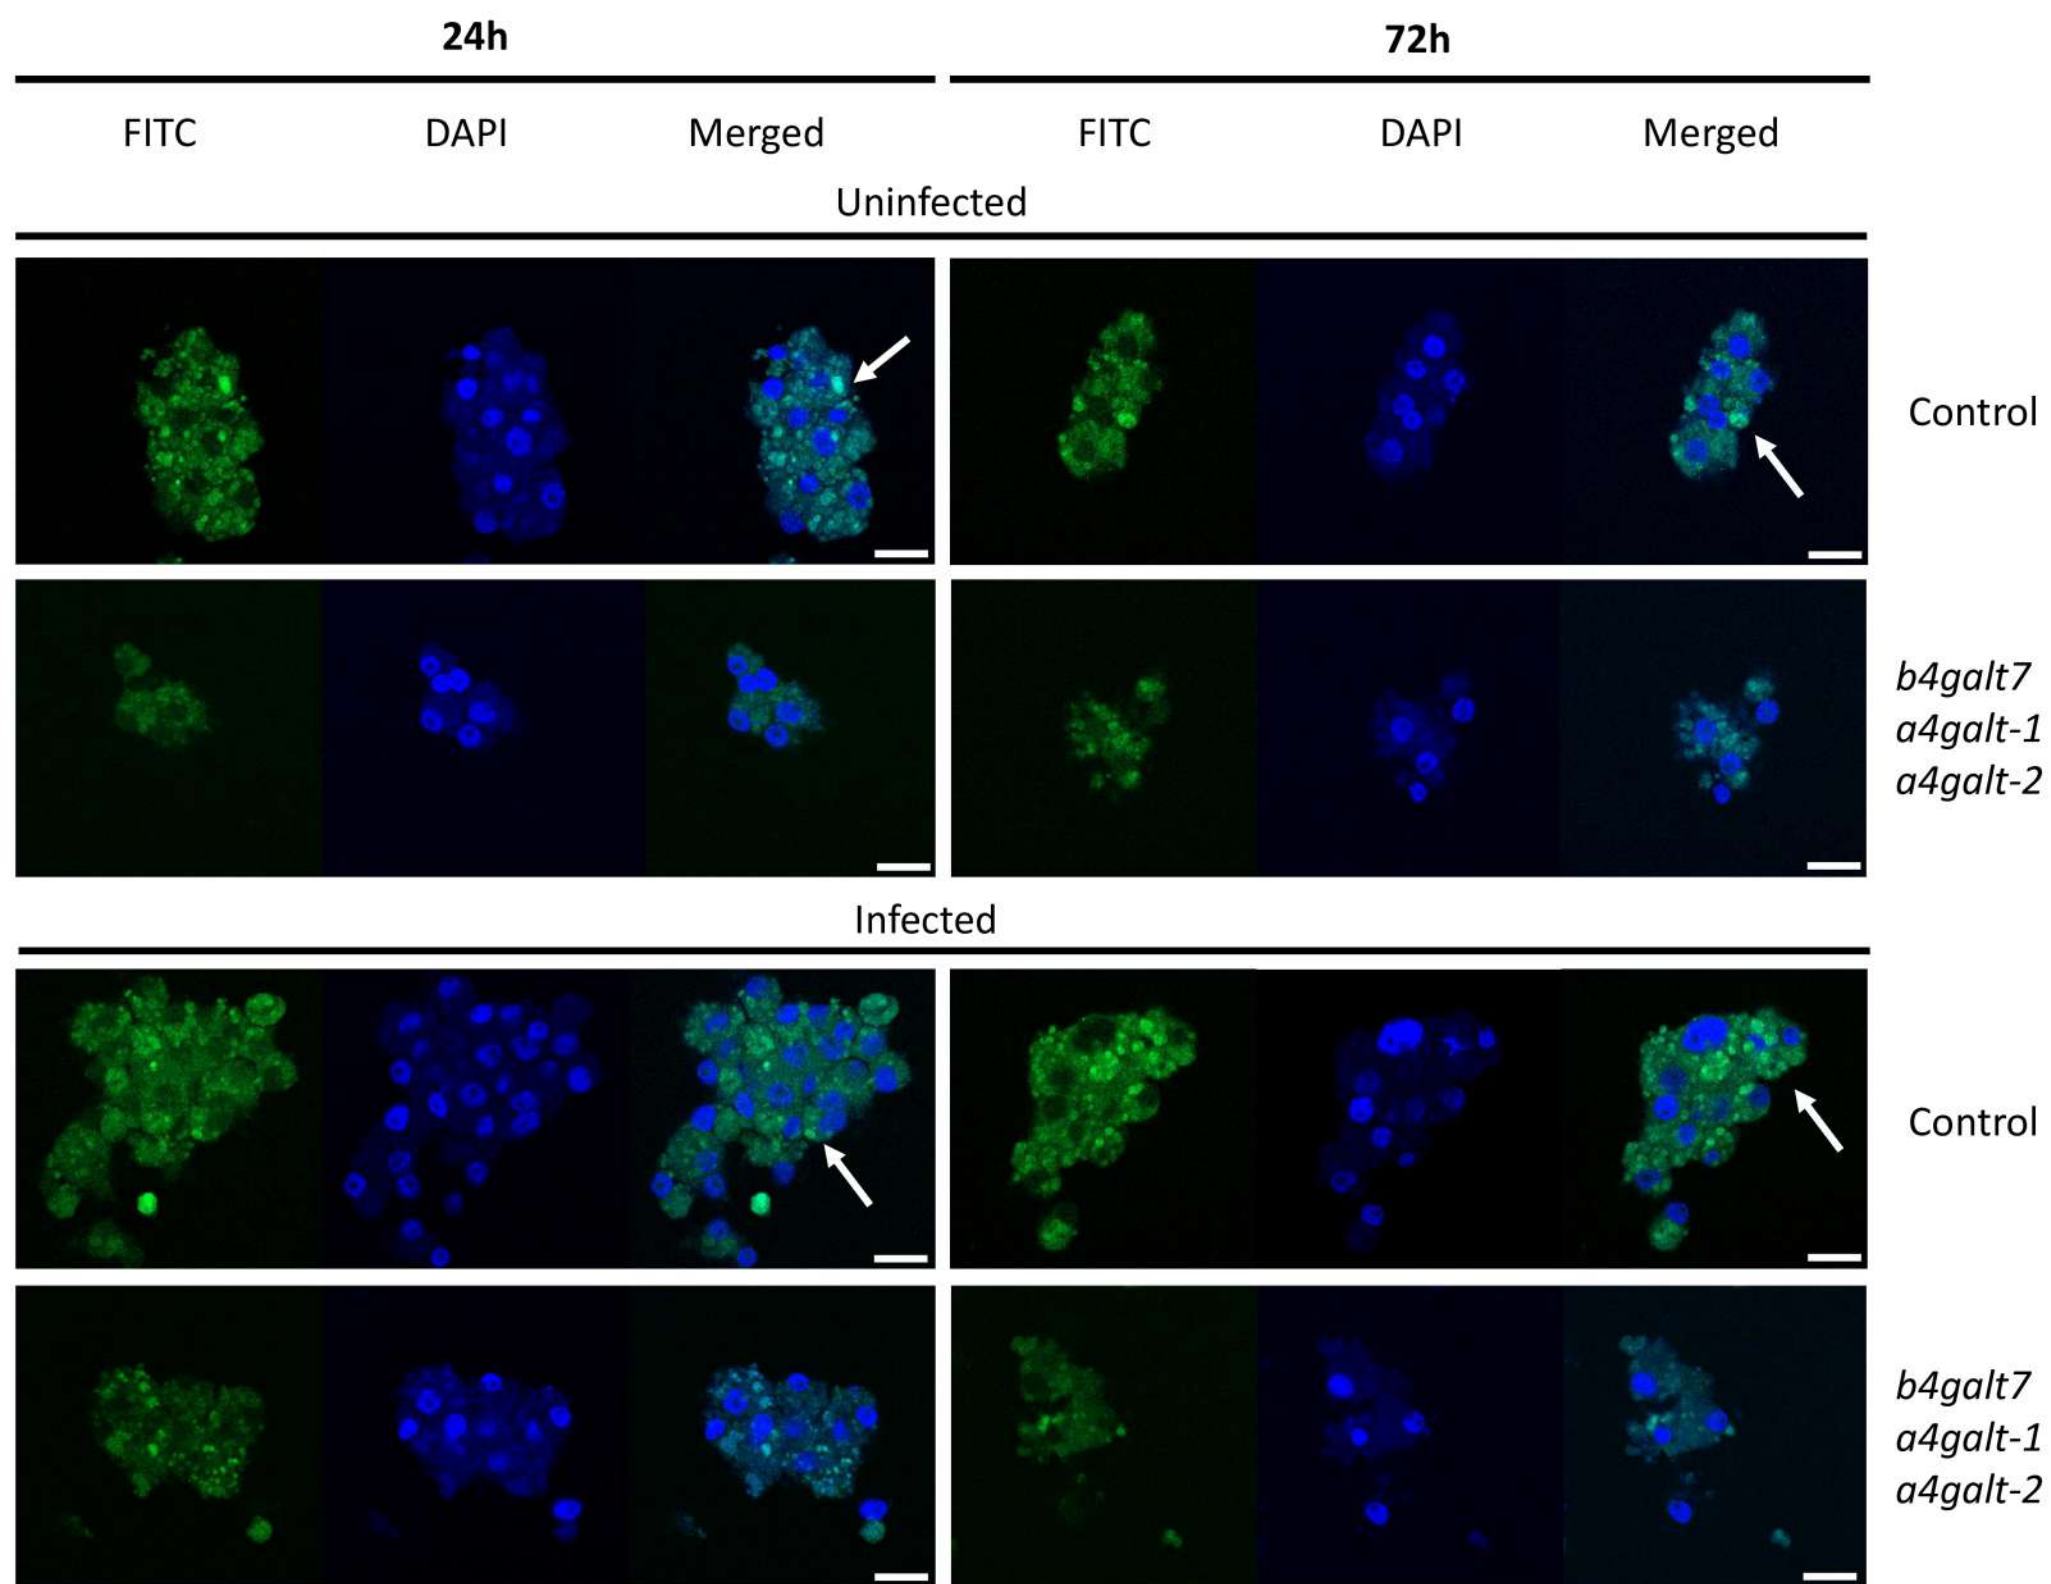 24h 72h
FITC DAPI Merged FITC DAPI Merged
Uninfected
Control
b4galt7
a4galt-1
a4galt-2
Infected
Control
b4galt7
a4galt-1
a4galt-2